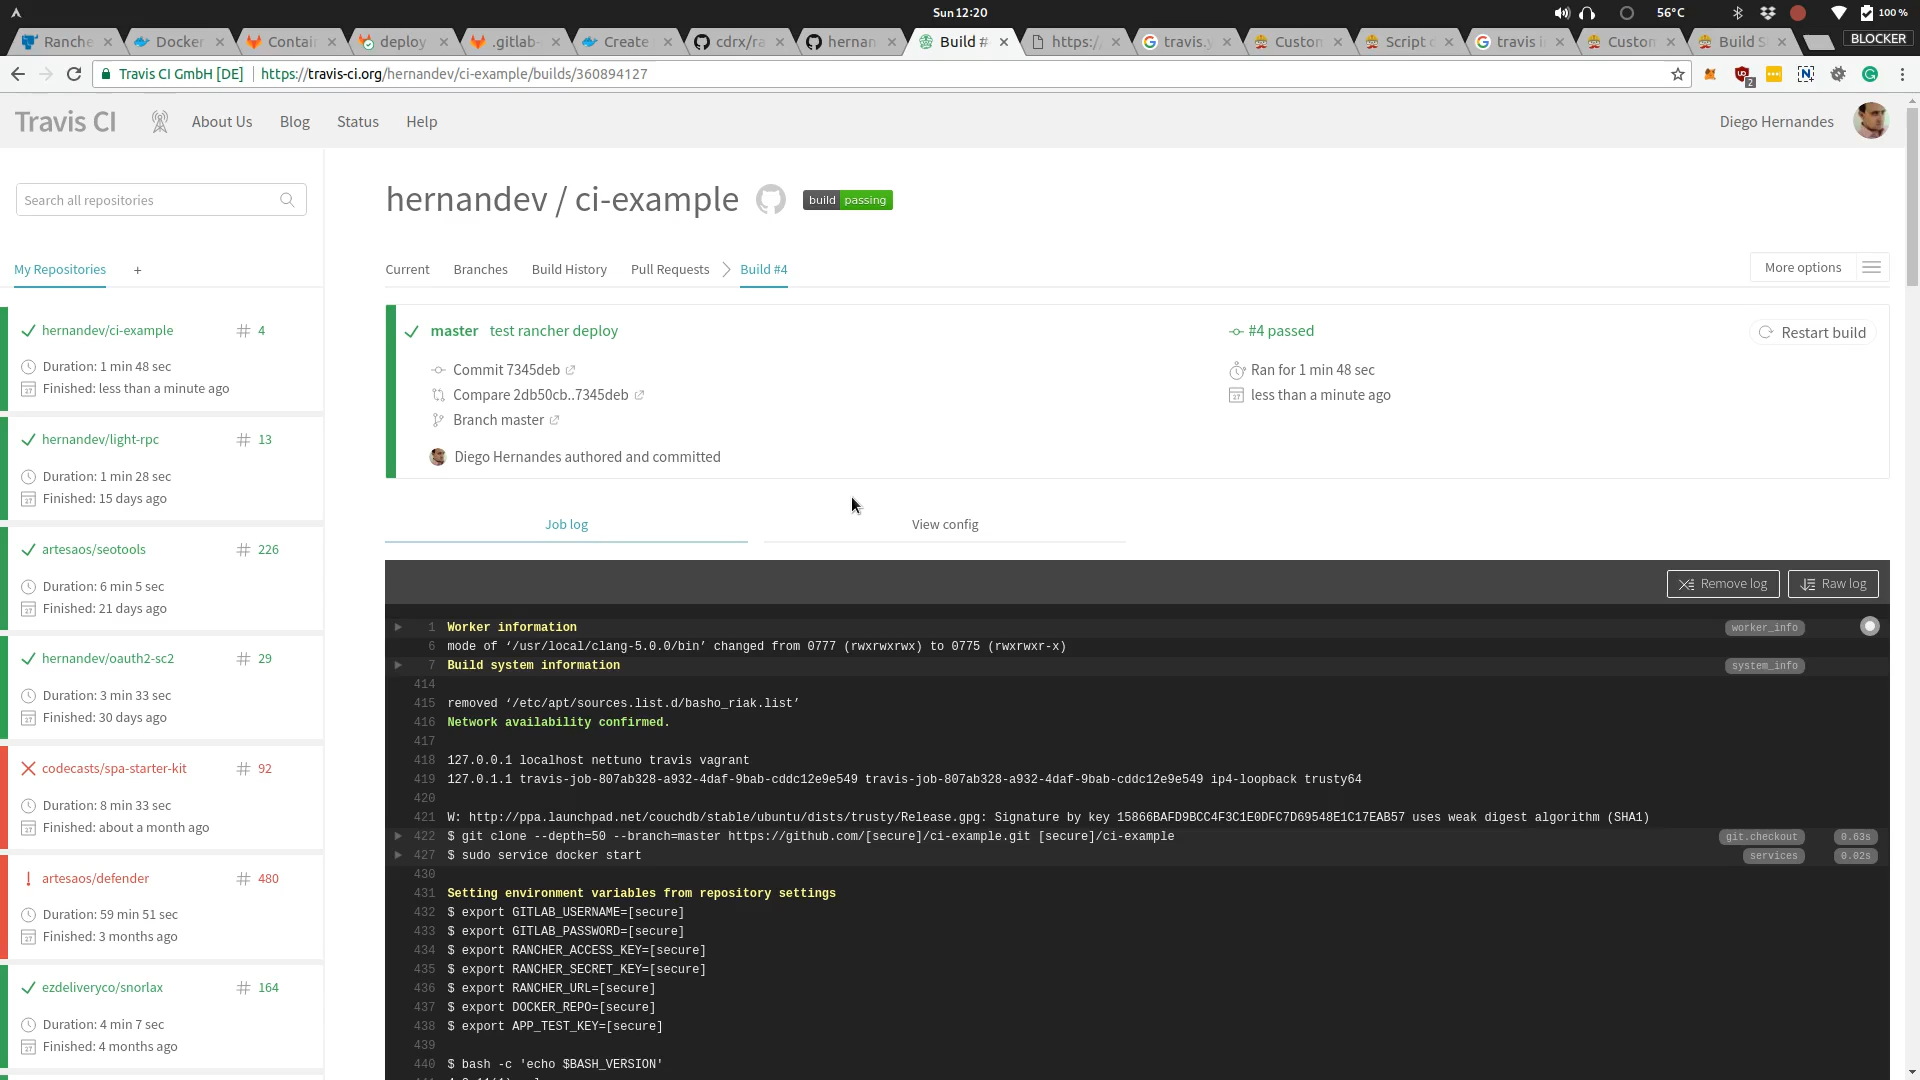 Sun 12:20
56°C
100 %
Ranche
Docker
Contain
deploy
.gitlab-
Create
cdrx/ra
hernan
Build #
https:/
travis.y
Custon
Script c
travis i
Custon
Build S
BLOCKER
Travis CI GmbH [DE]
https://travis-ci.org/hernandev/ci-example/builds/360894127
2
Travis CI
About Us
Blog
Status
Help
Diego Hernandes
Search all repositories
hernandev / ci-example
build passing
My Repositories
+
Current
Branches
Build History
Pull Requests
Build #4
More options
hernandev/ci-example
# 4
Duration: 1 min 48 sec
Finished: less than a minute ago
hernandev/light-rpc
# 13
Duration: 1 min 28 sec
Finished: 15 days ago
artesaos/seotools
# 226
Duration: 6 min 5 sec
Finished: 21 days ago
hernandev/oauth2-sc2
# 29
Duration: 3 min 33 sec
Finished: 30 days ago
codecasts/spa-starter-kit
# 92
Duration: 8 min 33 sec
Finished: about a month ago
artesaos/defender
# 480
Duration: 59 min 51 sec
Finished: 3 months ago
ezdeliveryco/snorlax
# 164
Duration: 4 min 7 sec
Finished: 4 months ago
master test rancher deploy
#4 passed
Restart build
Commit 7345deb
Ran for 1 min 48 sec
Compare 2db50cb..7345deb
less than a minute ago
Branch master
Diego Hernandes authored and committed
Job log
View config
Remove log
Raw log
1 Worker information
worker_info
6 mode of ‘/usr/local/clang-5.0.0/bin’ changed from 0777 (rwxrwxrwx) to 0775 (rwxrwxr-x)
7 Build system information
system_info
414
415 removed ‘/etc/apt/sources.list.d/basho_riak.list’
416 Network availability confirmed.
417
418 127.0.0.1 localhost nettuno travis vagrant
419 127.0.1.1 travis-job-807ab328-a932-4daf-9bab-cddc12e9e549 travis-job-807ab328-a932-4daf-9bab-cddc12e9e549 ip4-loopback trusty64
420
421 W: http://ppa.launchpad.net/couchdb/stable/ubuntu/dists/trusty/Release.gpg: Signature by key 15866BAFD9BCC4F3C1E0DFC7D69548E1C17EAB57 uses weak digest algorithm (SHA1)
422 $ git clone --depth=50 --branch=master https://github.com/[secure]/ci-example.git [secure]/ci-example
git.checkout
0.63s
427 $ sudo service docker start
services
0.02s
430
431 Setting environment variables from repository settings
432 $ export GITLAB_USERNAME=[secure]
433 $ export GITLAB_PASSWORD=[secure]
434 $ export RANCHER_ACCESS_KEY=[secure]
435 $ export RANCHER_SECRET_KEY=[secure]
436 $ export RANCHER_URL=[secure]
437 $ export DOCKER_REPO=[secure]
438 $ export APP_TEST_KEY=[secure]
439
440 $ bash -c 'echo $BASH_VERSION'